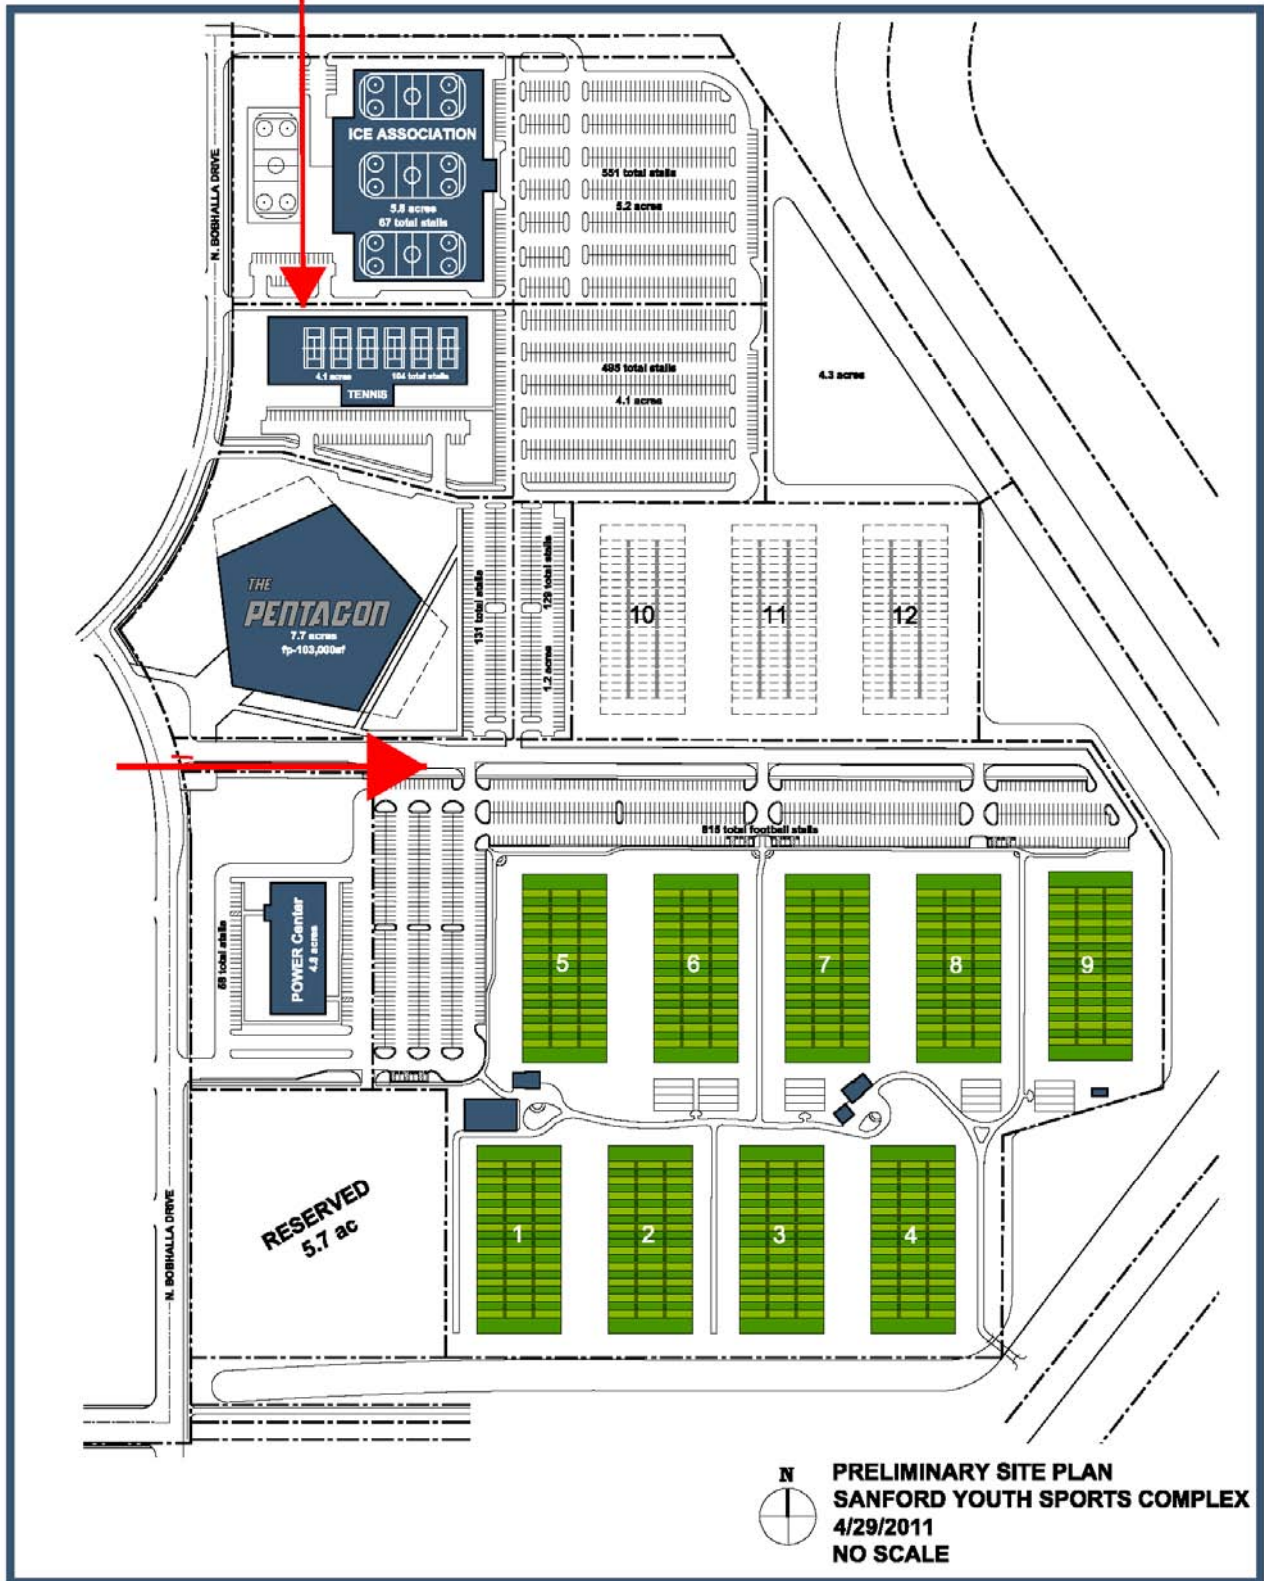 N. BOBHALLA DRIVE
ICE ASSOCIATION
5.8 acres
67 total stalls
551 total stalls
5.2 acres
4.1 acres
104 total stalls
TENNIS
485 total stalls
4.1 acres
4.3 acres
THE
PENTAGON
7.7 acres
fp-103,000sf
131 total stalls
129 total stalls
1.2 acres
10
11
12
815 total football stalls
55 total stalls
POWER Center
4.8 acres
5
6
7
8
9
RESERVED
5.7 ac
N. BOBHALLA DRIVE
1
2
3
4
N
PRELIMINARY SITE PLAN
SANFORD YOUTH SPORTS COMPLEX
4/29/2011
NO SCALE